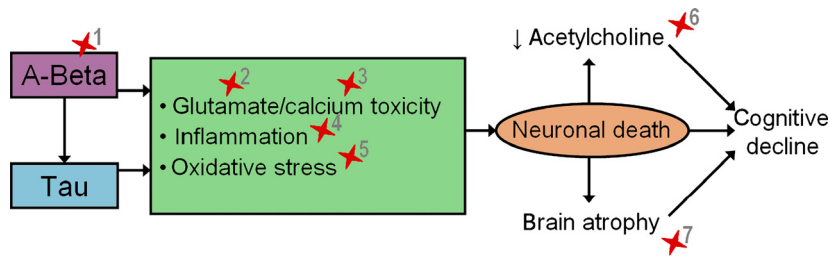 1
A-Beta
Tau
2 3
• Glutamate/calcium toxicity
• Inflammation 4
• Oxidative stress 5
Neuronal death
6
↓ Acetylcholine
Brain atrophy
7
Cognitive
decline